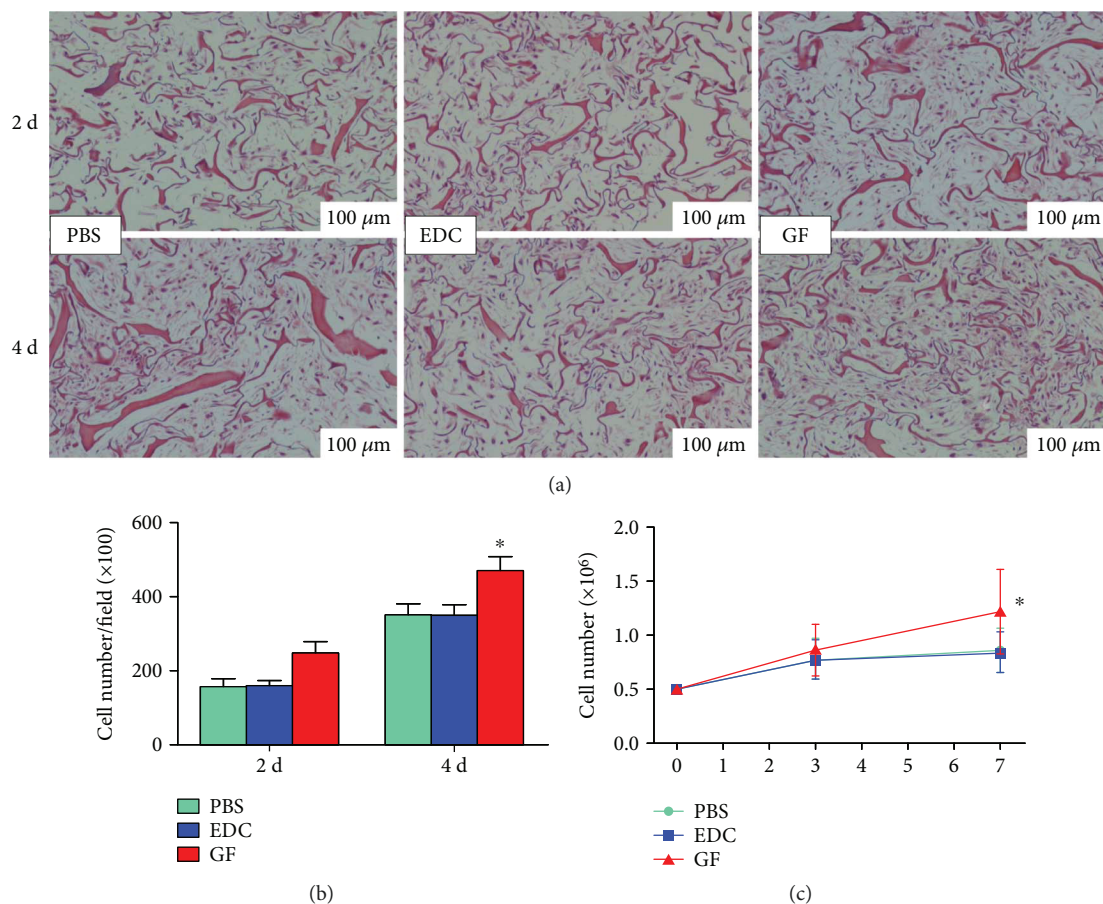 2 d
100 μm
100 μm
100 μm
PBS
EDC
GF
4 d
100 μm
100 μm
100 μm
(a)
Cell number/field (×100)
600
400
200
0
*
2 d
4 d
PBS
EDC
GF
(b)
Cell number (×10⁶)
2.0
1.5
1.0
0.5
0.0
*
0 1 2 3 4 5 6 7
PBS
EDC
GF
(c)